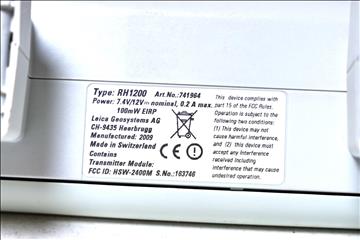 Type: RH1200 Art.No.:741964
Power: 7.4V/12V⎓ nominal, 0.2 A max.
100mW EIRP
Leica Geosystems AG
CH-9435 Heerbrugg
Manufactured: 2009
Made in Switzerland
Contains
Transmitter Module:
FCC ID: HSW-2400M S.No.:163746
This device complies with
part 15 of the FCC Rules.
Operation is subject to
the following two conditions:
(1) This device may not
cause harmful interference,
and (2) this device must
accept any interference
received including
interference that may cause
undesired operation.